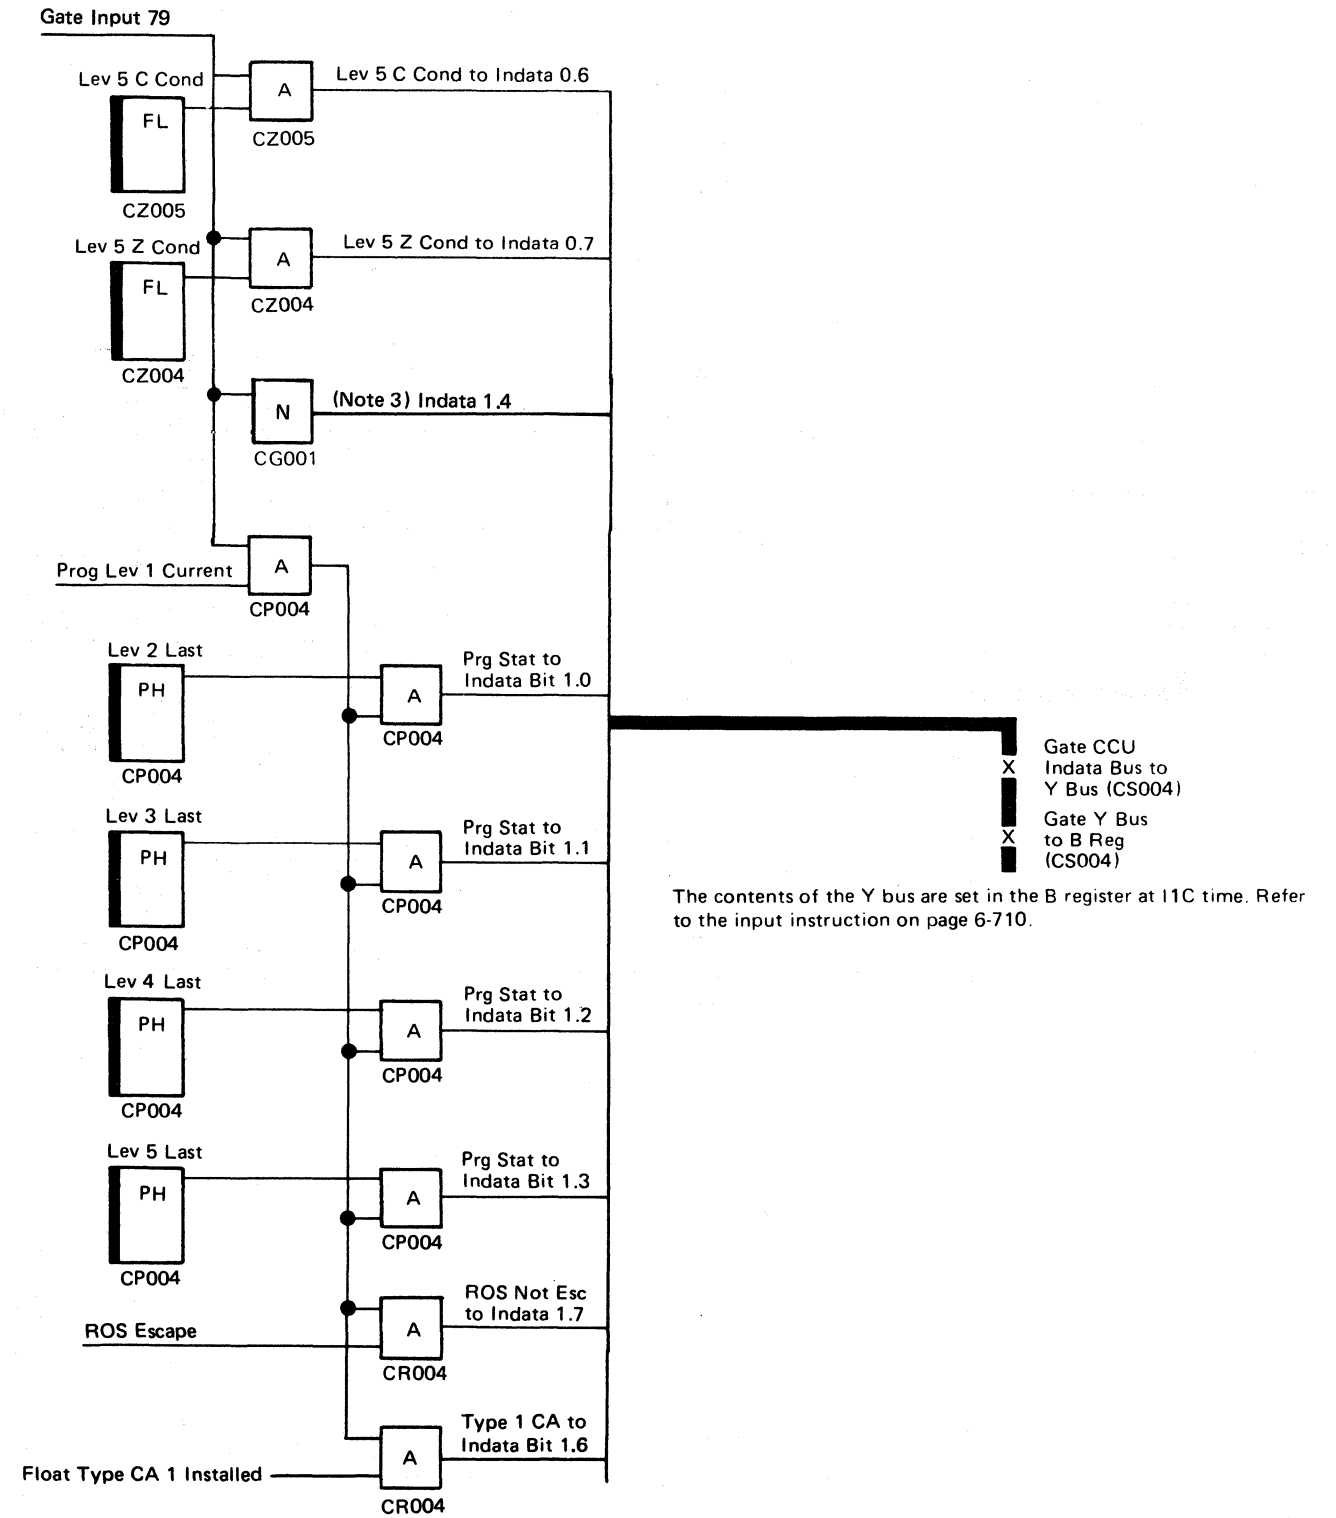 Gate Input 79
Lev 5 C Cond
FL
CZ005
A
CZ005
Lev 5 C Cond to Indata 0.6
Lev 5 Z Cond
FL
CZ004
A
CZ004
Lev 5 Z Cond to Indata 0.7
N
CG001
(Note 3) Indata 1.4
Prog Lev 1 Current
A
CP004
Lev 2 Last
PH
CP004
A
CP004
Prg Stat to
Indata Bit 1.0
Gate CCU
X Indata Bus to
Y Bus (CS004)
Gate Y Bus
X to B Reg
(CS004)
Lev 3 Last
PH
CP004
A
CP004
Prg Stat to
Indata Bit 1.1
The contents of the Y bus are set in the B register at I1C time. Refer
to the input instruction on page 6-710.
Lev 4 Last
PH
CP004
A
CP004
Prg Stat to
Indata Bit 1.2
Lev 5 Last
PH
CP004
A
CP004
Prg Stat to
Indata Bit 1.3
ROS Escape
A
CR004
ROS Not Esc
to Indata 1.7
Float Type CA 1 Installed
A
CR004
Type 1 CA to
Indata Bit 1.6